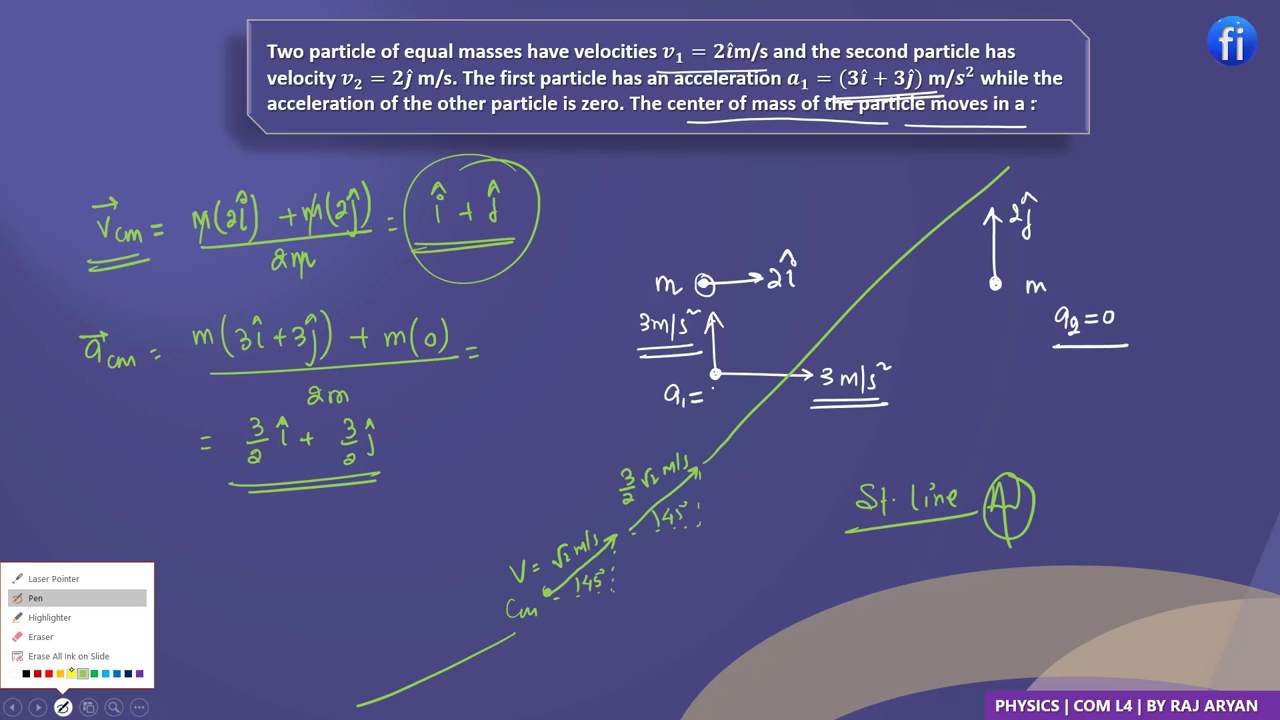 fi
Two particle of equal masses have velocities 𝒗₁ = 2î m/s and the second particle has
velocity 𝒗₂ = 2ĵ m/s. The first particle has an acceleration 𝒂₁ = (3î + 3ĵ) m/s² while the
acceleration of the other particle is zero. The center of mass of the particle moves in a :
v⃗cm = m(2î) + m(2ĵ) / 2m = î + ĵ
a⃗cm = m(3î + 3ĵ) + m(0) / 2m =
= 3/2 î + 3/2 ĵ
m 2î
3 m/s²
a₁ = 3 m/s²
2ĵ
m
a₂ = 0
3/2 √2 m/s
45°
V = √2 m/s
45°
Cm
St. line
Laser Pointer
Pen
Highlighter
Eraser
Erase All Ink on Slide
PHYSICS | COM L4 | BY RAJ ARYAN